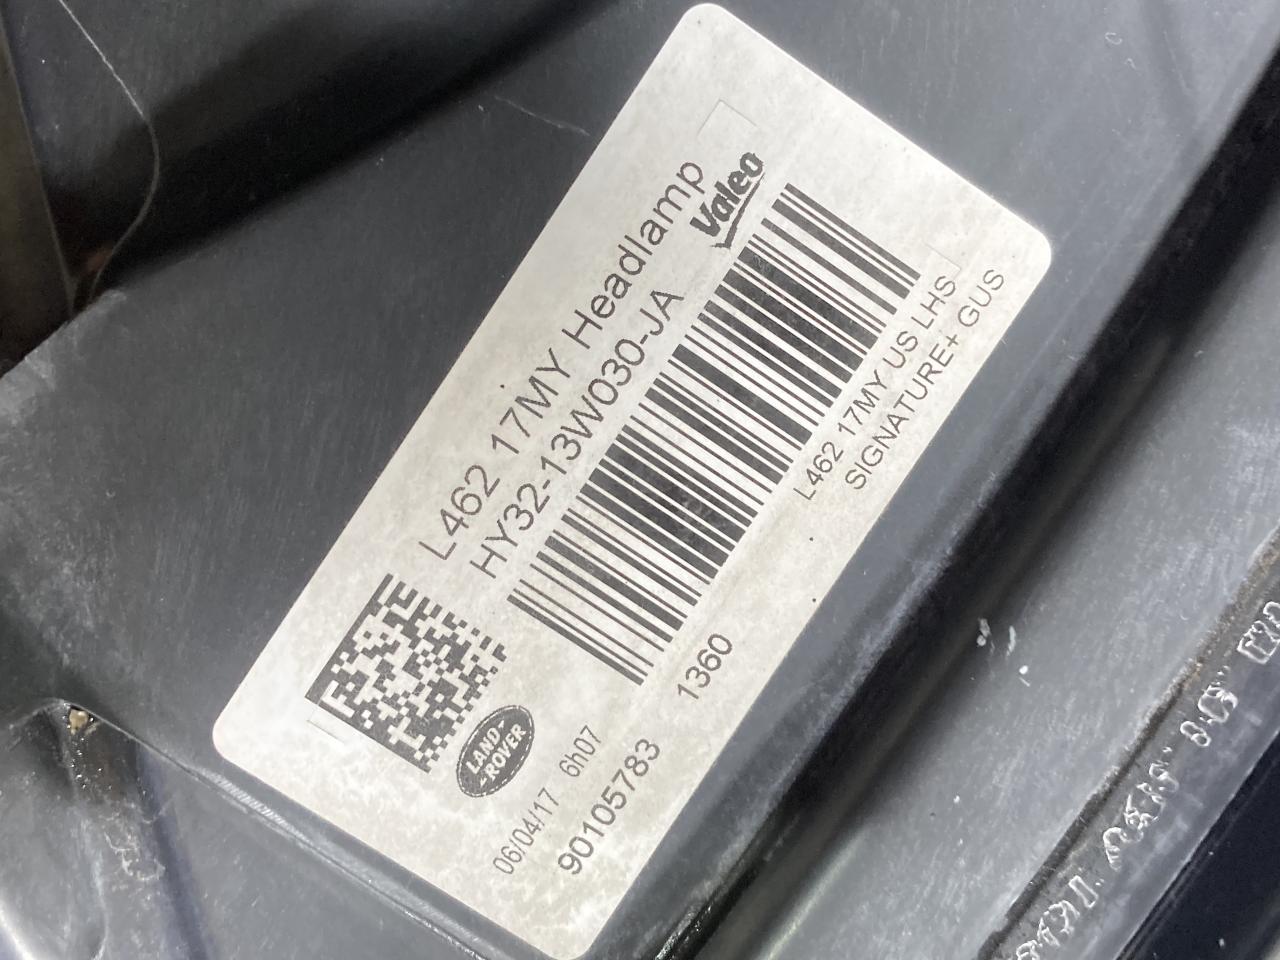 L462 17MY Headlamp
HY32-13W030-JA
Valeo
L462 17MY US LHS
SIGNATURE+ GUS
LAND-
ROVER
06/04/17 6h07
1360
90105783